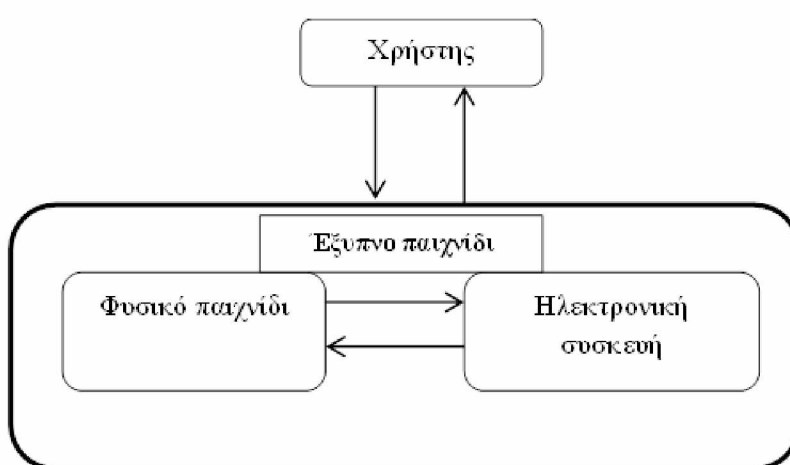 Χρήστης
Έξυπνο παιχνίδι
Φυσικό παιχνίδι
Ηλεκτρονική
συσκευή